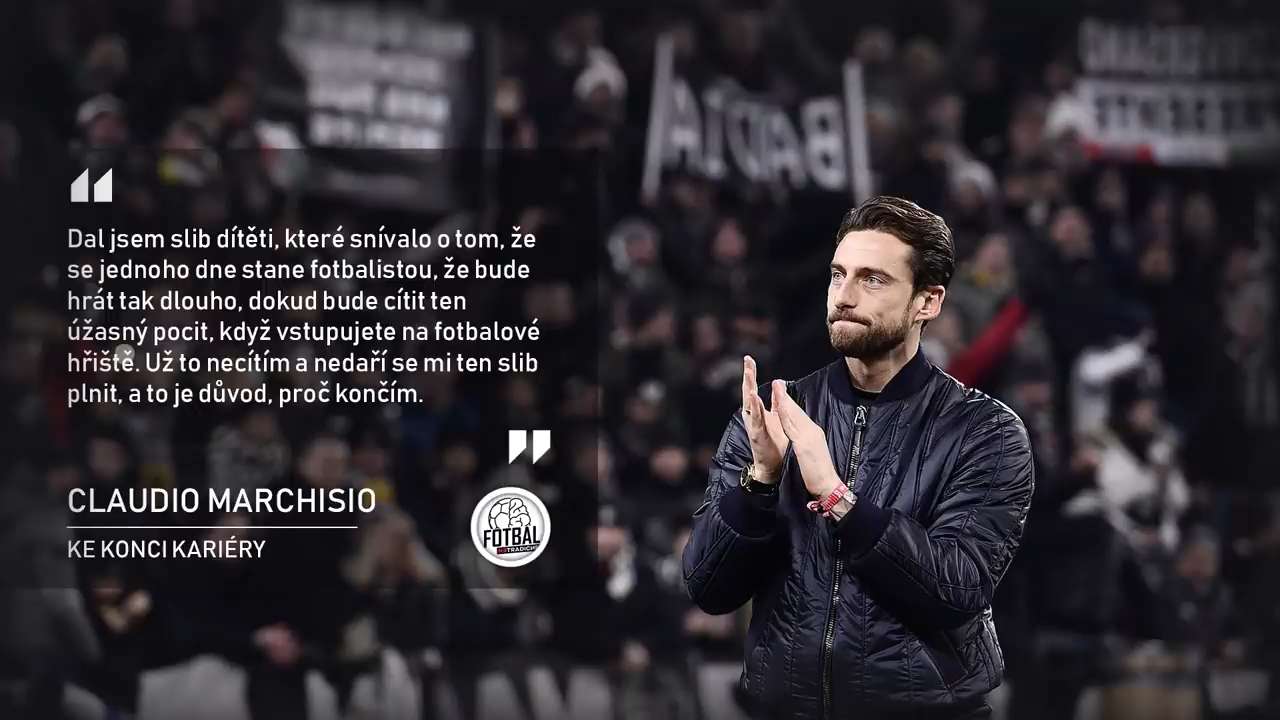 Dal jsem slib dítěti, které snívalo o tom, že
se jednoho dne stane fotbalistou, že bude
hrát tak dlouho, dokud bude cítit ten
úžasný pocit, když vstupujete na fotbalové
hřiště. Už to necítím a nedaří se mi ten slib
plnit, a to je důvod, proč končím.
CLAUDIO MARCHISIO
KE KONCI KARIÉRY
FOTBAL